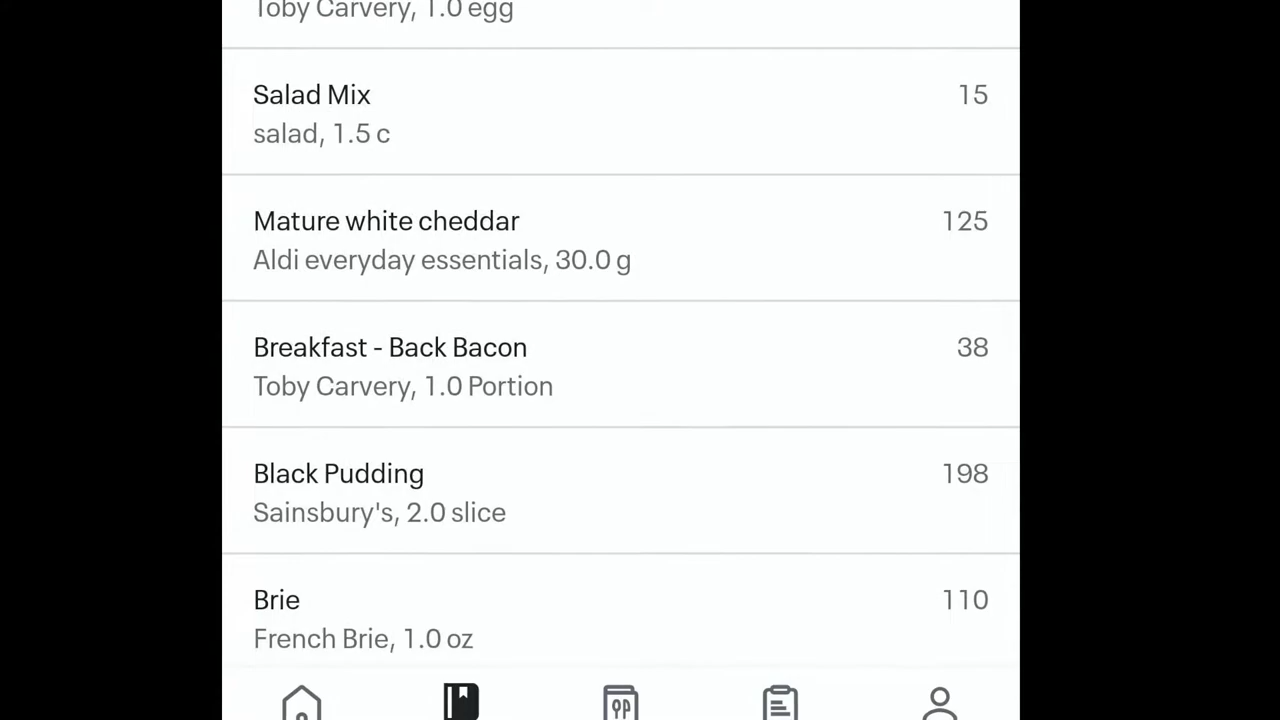 Toby Carvery, 1.0 egg
Salad Mix 15
salad, 1.5 c
Mature white cheddar 125
Aldi everyday essentials, 30.0 g
Breakfast - Back Bacon 38
Toby Carvery, 1.0 Portion
Black Pudding 198
Sainsbury's, 2.0 slice
Brie 110
French Brie, 1.0 oz